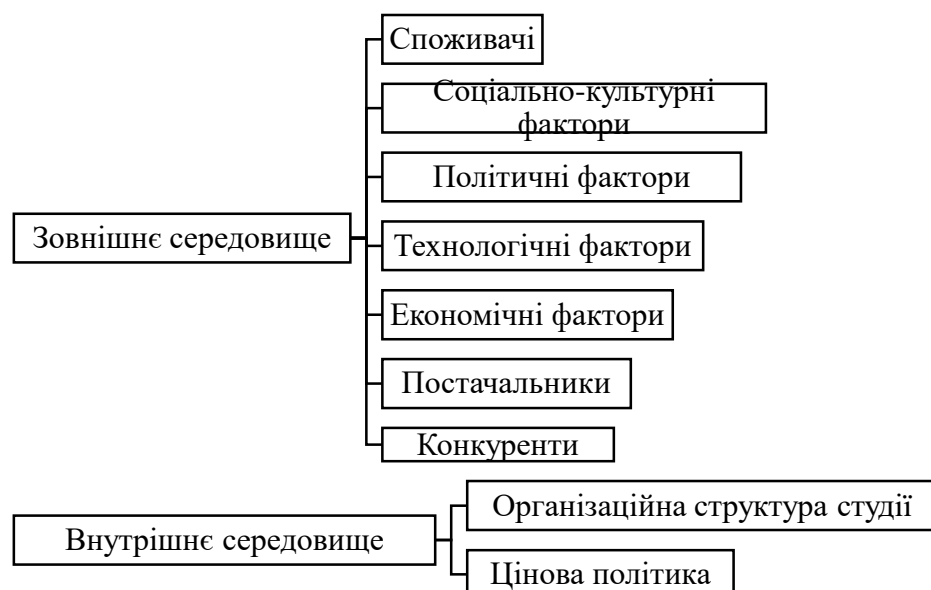 Споживачі
Соціально-культурні
фактори
Політичні фактори
Зовнішнє середовище
Технологічні фактори
Економічні фактори
Постачальники
Конкуренти
Організаційна структура студії
Внутрішнє середовище
Цінова політика